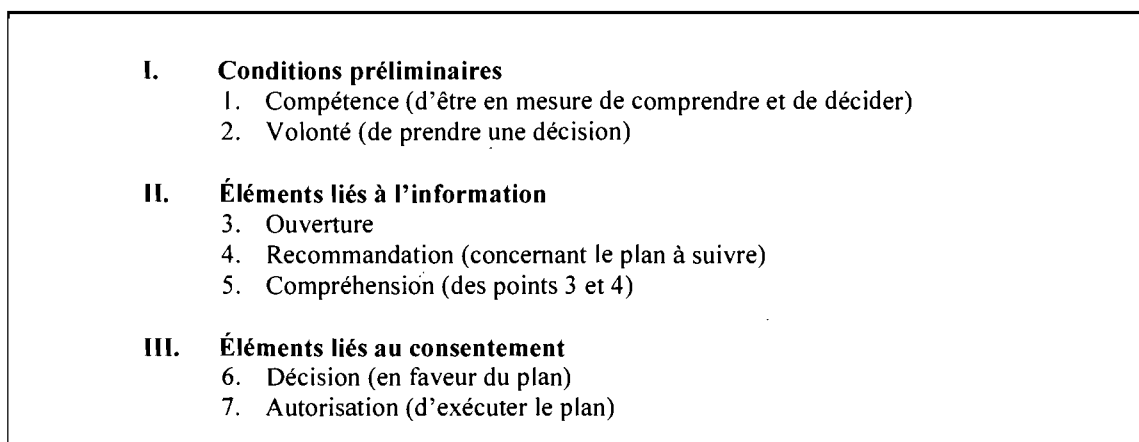 I. Conditions préliminaires
1. Compétence (d'être en mesure de comprendre et de décider)
2. Volonté (de prendre une décision)
II. Éléments liés à l'information
3. Ouverture
4. Recommandation (concernant le plan à suivre)
5. Compréhension (des points 3 et 4)
III. Éléments liés au consentement
6. Décision (en faveur du plan)
7. Autorisation (d'exécuter le plan)